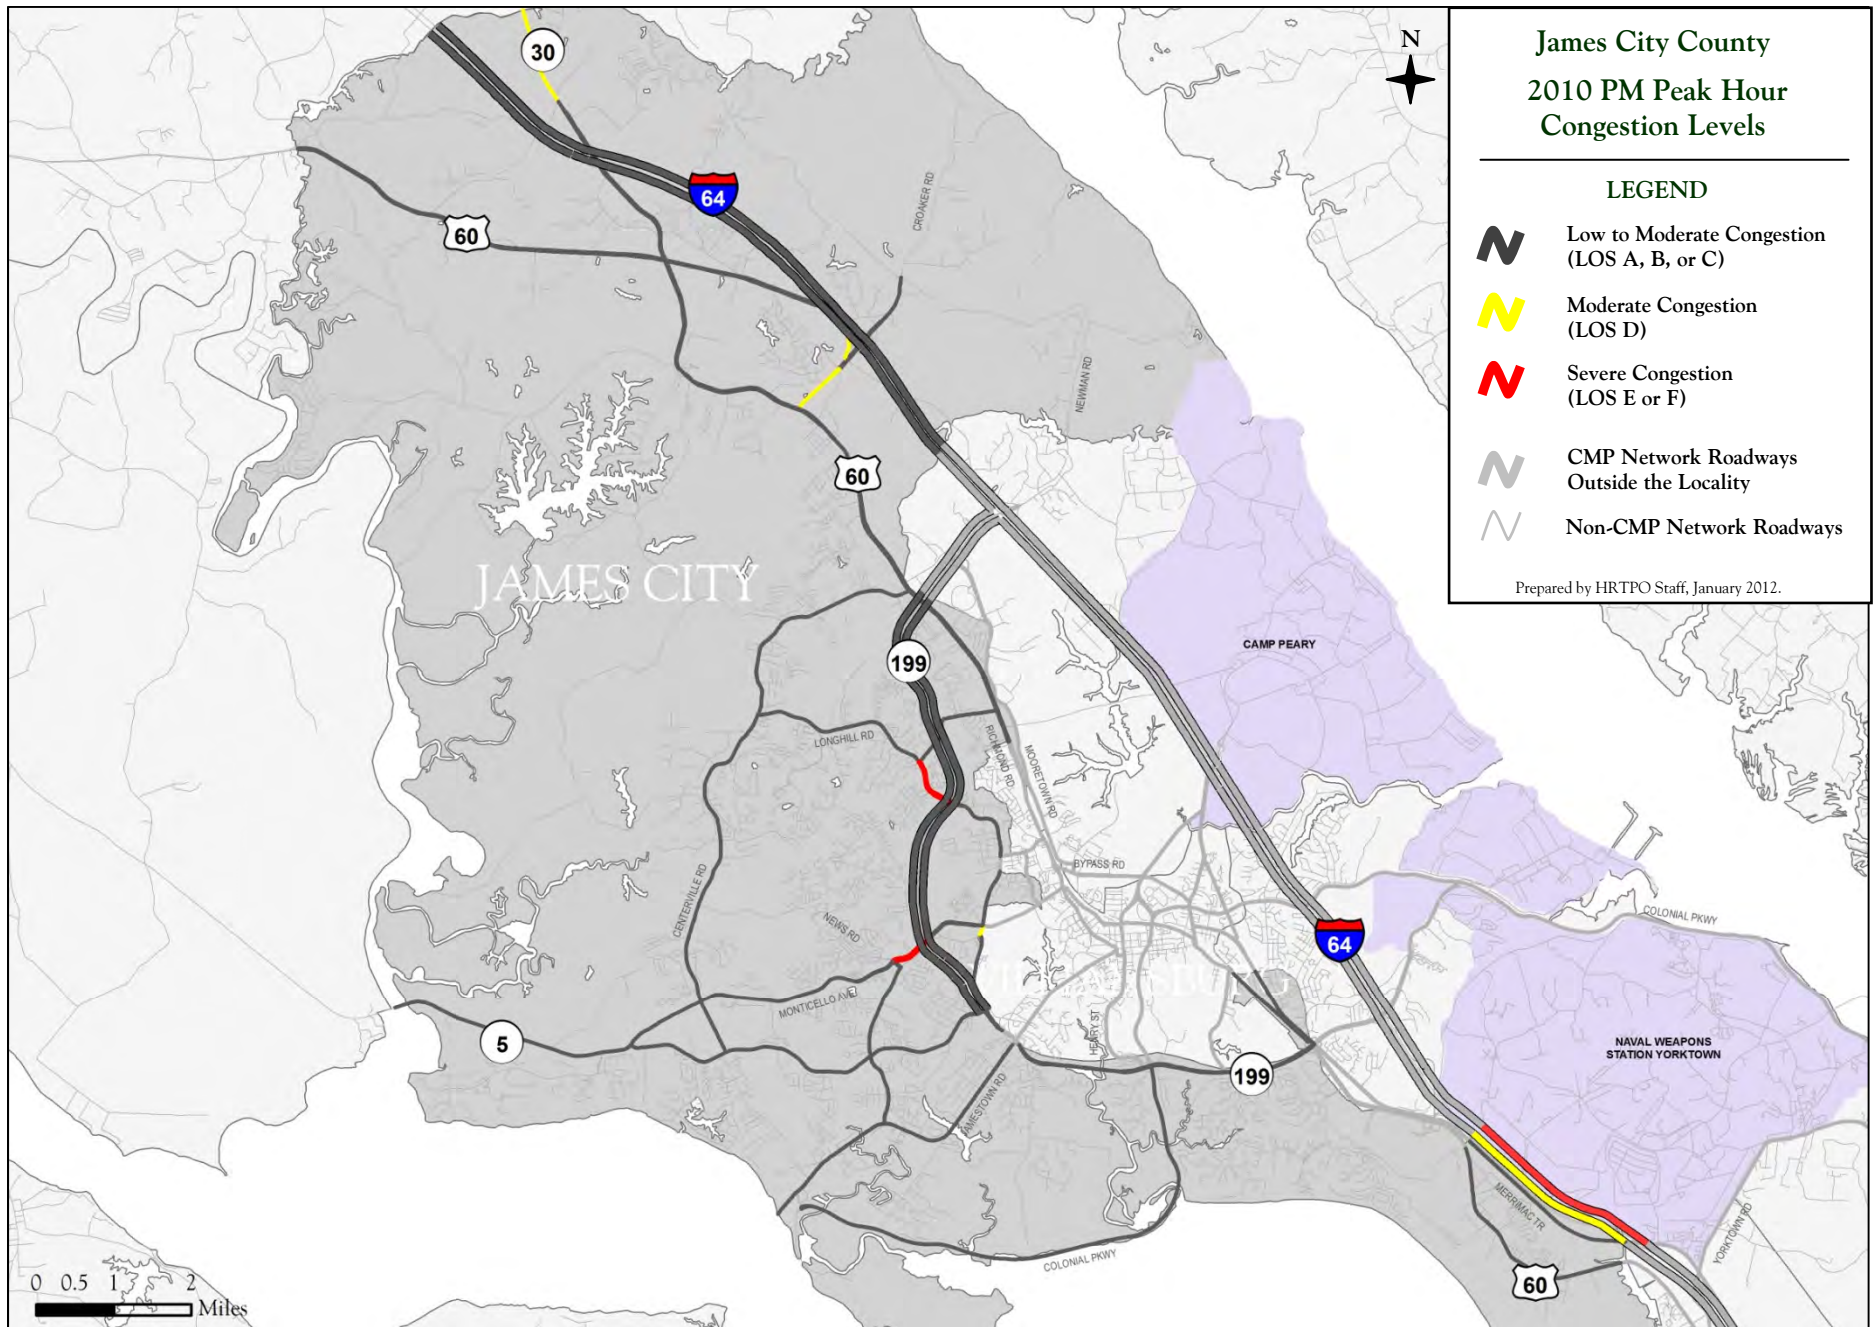 James City County
2010 PM Peak Hour
Congestion Levels
LEGEND
Low to Moderate Congestion
(LOS A, B, or C)
Moderate Congestion
(LOS D)
Severe Congestion
(LOS E or F)
CMP Network Roadways
Outside the Locality
Non-CMP Network Roadways
Prepared by HRTPO Staff, January 2012.
N
30
64
60
CROAKER RD
NEWMAN RD
60
JAMES CITY
CAMP PEARY
199
LONGHILL RD
RICHMOND RD
MOORETOWN RD
BYPASS RD
CENTERVILLE RD
NEWS RD
COLONIAL PKWY
64
MONTICELLO AVE
HENRY ST
5
NAVAL WEAPONS
STATION YORKTOWN
199
JAMESTOWN RD
MERRIMAC TR
YORKTOWN RD
COLONIAL PKWY
60
0 0.5 1 2
Miles